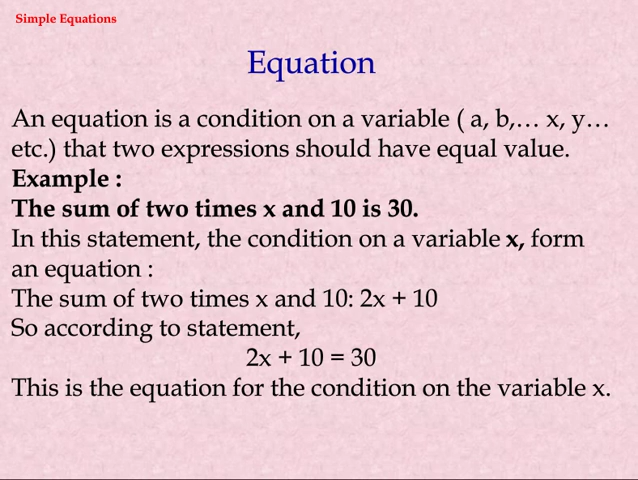 Simple Equations
Equation
An equation is a condition on a variable ( a, b,… x, y…
etc.) that two expressions should have equal value.
Example :
The sum of two times x and 10 is 30.
In this statement, the condition on a variable x, form
an equation :
The sum of two times x and 10: 2x + 10
So according to statement,
2x + 10 = 30
This is the equation for the condition on the variable x.